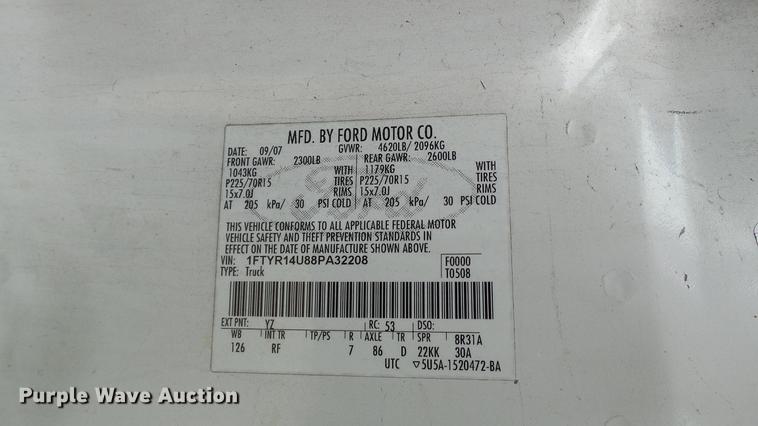 MFD. BY FORD MOTOR CO.
DATE: 09/07 GVWR: 4620LB/ 2096KG
FRONT GAWR: 2300LB REAR GAWR: 2600LB
1043KG WITH 1179KG WITH
P225/70R15 TIRES P225/70R15 TIRES
15x7.0J RIMS 15x7.0J RIMS
AT 205 kPa/ 30 PSI COLD AT 205 kPa/ 30 PSI COLD
THIS VEHICLE CONFORMS TO ALL APPLICABLE FEDERAL MOTOR
VEHICLE SAFETY AND THEFT PREVENTION STANDARDS IN
EFFECT ON THE DATE OF MANUFACTURE SHOWN ABOVE.
VIN: 1FTYR14U88PA32208 F0000
TYPE: Truck T0508
EXT PNT: YZ RC: 53 DSO:
WB INT TR TP/PS R AXLE TR SPR 8R31A
126 RF 7 86 D 22KK 30A
UTC ▽5U5A-1520472-BA
Ford
Purple Wave Auction